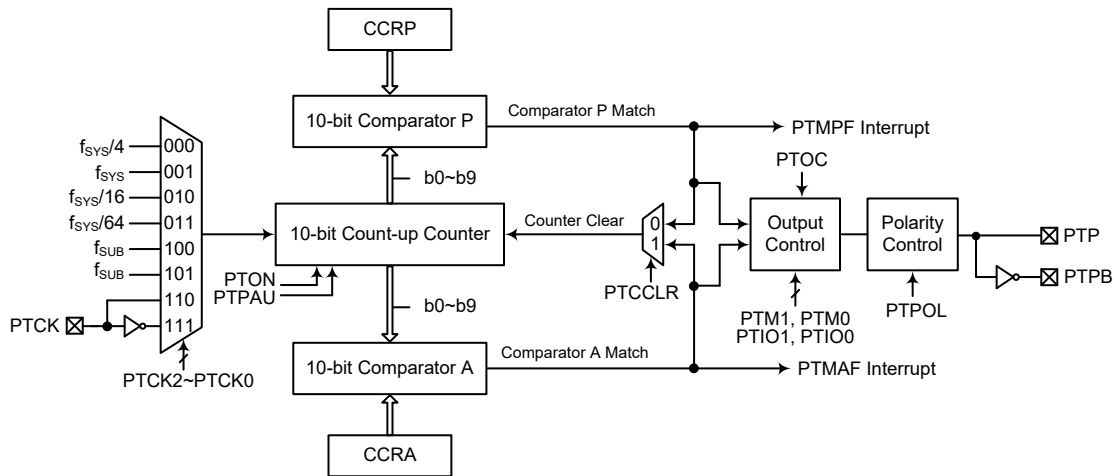 CCRP
10-bit Comparator P
Comparator P Match
PTMPF Interrupt
b0~b9
fSYS/4
000
fSYS
001
fSYS/16
010
fSYS/64
011
fSUB
100
fSUB
101
110
111
PTCK
PTCK2~PTCK0
10-bit Count-up Counter
PTON
PTPAU
Counter Clear
0
1
PTCCLR
PTOC
Output
Control
PTM1, PTM0
PTIO1, PTIO0
Polarity
Control
PTPOL
PTP
PTPB
b0~b9
10-bit Comparator A
Comparator A Match
PTMAF Interrupt
CCRA